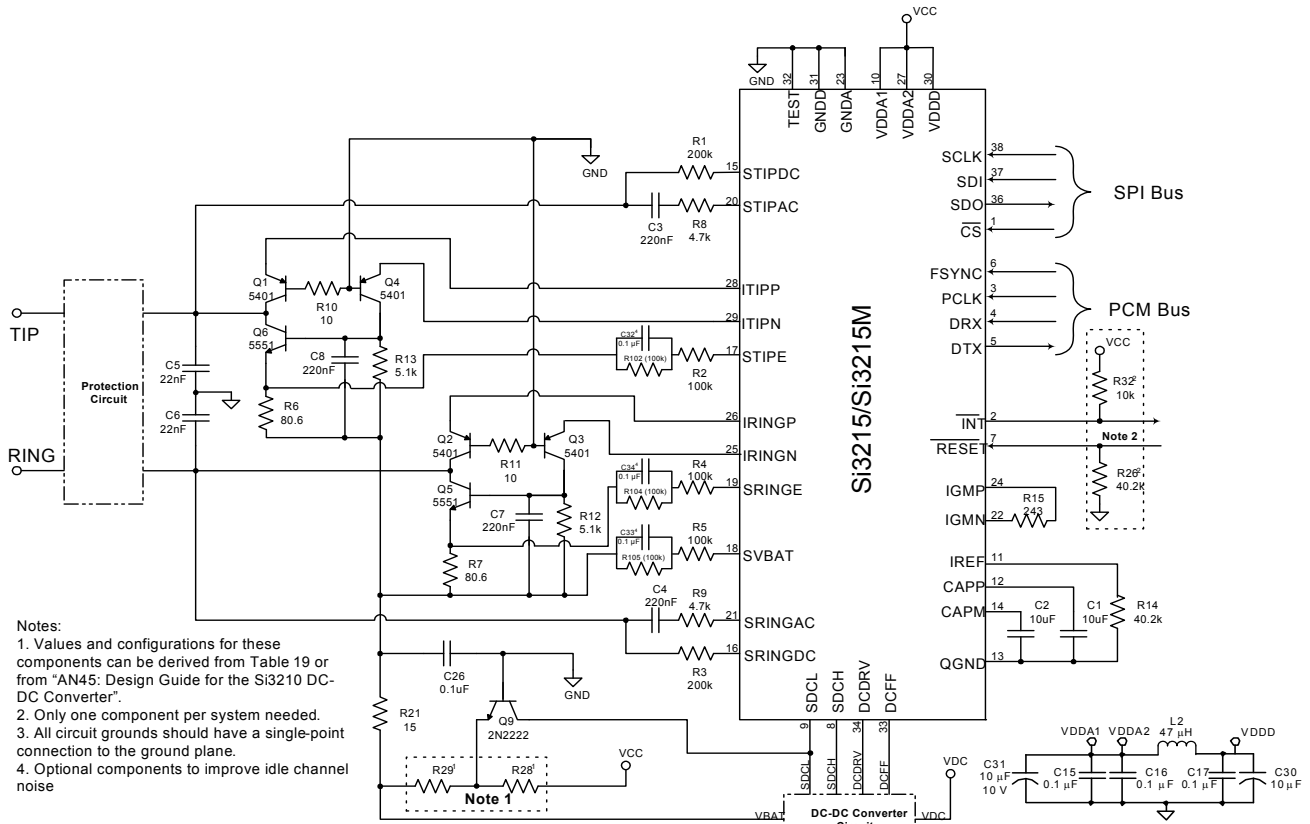 VCC
GND
32
31
23
10
27
30
TEST
GNDD
GNDA
VDDA1
VDDA2
VDDD
R1
200k
15
STIPDC
GND
20
STIPAC
C3
220nF
R8
4.7k
SCLK
38
SDI
37
SDO
36
CS
1
SPI Bus
FSYNC
6
PCLK
3
DRX
4
DTX
5
PCM Bus
Q1
5401
R10
10
Q4
5401
28
ITIPP
29
ITIPN
TIP
Protection
Circuit
RING
C5
22nF
C6
22nF
Q6
5551
C8
220nF
R13
5.1k
R6
80.6
C32⁴
0.1 µF
R102 (100k)
R2
100k
17
STIPE
VCC
R32²
10k
INT
2
Note 2
RESET
7
R26²
40.2k
Q2
5401
R11
10
Q3
5401
26
IRINGP
25
IRINGN
Si3215/Si3215M
Q5
5551
C7
220nF
R12
5.1k
R7
80.6
C34⁴
0.1 µF
R104 (100k)
R4
100k
19
SRINGE
C33⁴
0.1 µF
R105 (100k)
R5
100k
18
SVBAT
IGMP
24
IGMN
22
R15
243
IREF
11
CAPP
12
CAPM
14
QGND
13
C2
10uF
C1
10uF
R14
40.2k
C4
220nF
R9
4.7k
21
SRINGAC
16
SRINGDC
R3
200k
Notes:
1. Values and configurations for these
components can be derived from Table 19 or
from “AN45: Design Guide for the Si3210 DC-
DC Converter”.
2. Only one component per system needed.
3. All circuit grounds should have a single-point
connection to the ground plane.
4. Optional components to improve idle channel
noise
C26
0.1uF
GND
R21
15
Q9
2N2222
R29¹
R28¹
Note 1
VCC
SDCL
SDCH
DCDRV
DCFF
9
8
34
33
SDCL
SDCH
DCDRV
DCFF
VBAT
DC-DC Converter
VDC
VDC
VDDA1
VDDA2
L2
47 µH
VDDD
C31
10 µF
10 V
C15
0.1 µF
C16
0.1 µF
C17
0.1 µF
C30
10 µF